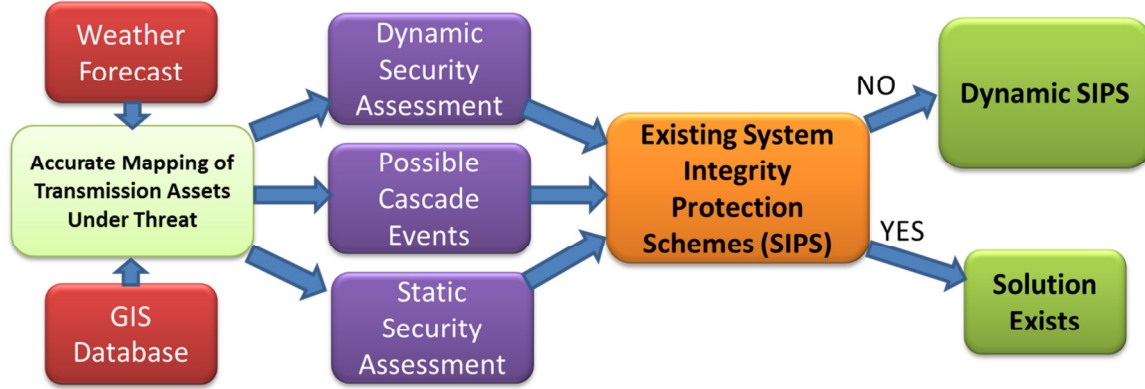 Weather
Forecast
Accurate Mapping of
Transmission Assets
Under Threat
GIS
Database
Dynamic
Security
Assessment
Possible
Cascade
Events
Static
Security
Assessment
Existing System
Integrity
Protection
Schemes (SIPS)
NO
Dynamic SIPS
YES
Solution
Exists